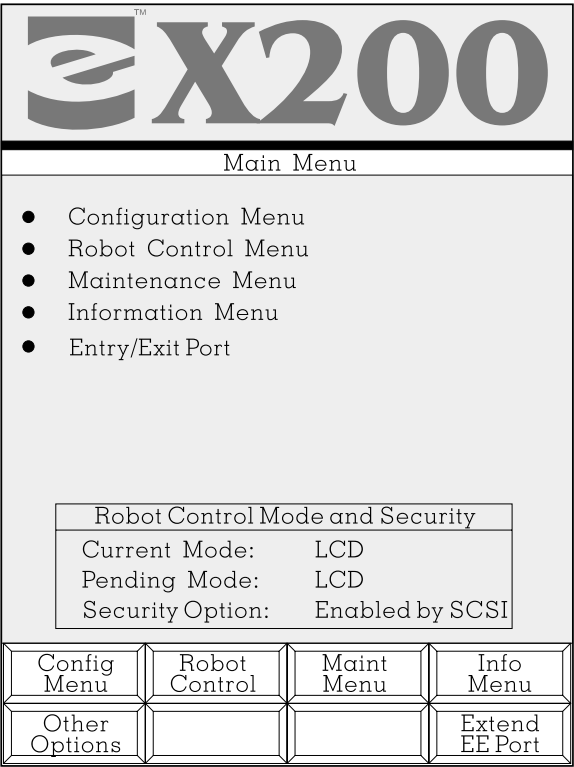 ™
eX200
Main Menu
● Configuration Menu
● Robot Control Menu
● Maintenance Menu
● Information Menu
● Entry/Exit Port
Robot Control Mode and Security
Current Mode: LCD
Pending Mode: LCD
Security Option: Enabled by SCSI
Config Menu
Robot Control
Maint Menu
Info Menu
Other Options
Extend EE Port